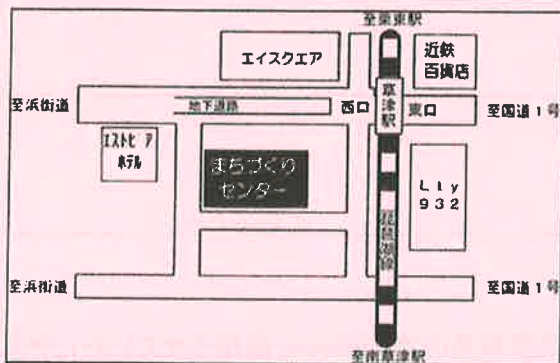 至栗東駅
エイスクエア
近鉄
百貨店
至浜街道
地下道路
西口
草津駅
東口
至国道1号
エストピア
ホテル
まちづくり
センター
Lty
932
琵琶湖線
至浜街道
至国道1号
至南草津駅